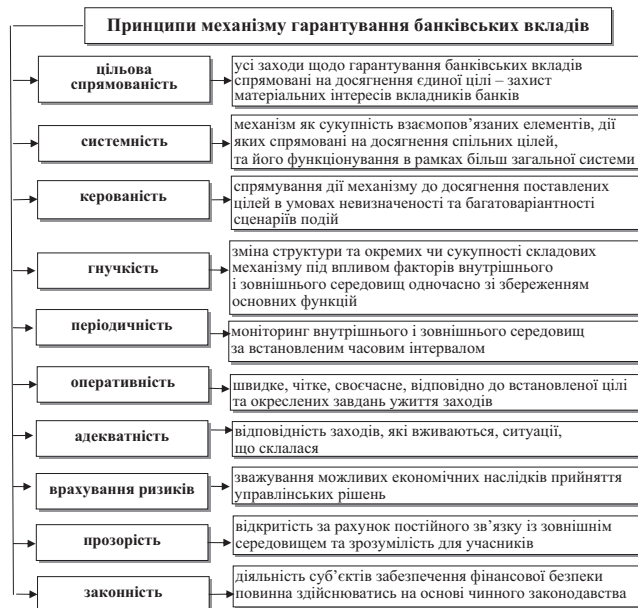 Принципи механізму гарантування банківських вкладів
цільова
спрямованість
усі заходи щодо гарантування банківських вкладів
спрямовані на досягнення єдиної цілі – захист
матеріальних інтересів вкладників банків
системність
механізм як сукупність взаємопов’язаних елементів, дії
яких спрямовані на досягнення спільних цілей,
та його функціонування в рамках більш загальної системи
керованість
спрямування дії механізму до досягнення поставлених
цілей в умовах невизначеності та багатоваріантності
сценаріїв подій
гнучкість
зміна структури та окремих чи сукупності складових
механізму під впливом факторів внутрішнього
і зовнішнього середовищ одночасно зі збереженням
основних функцій
періодичність
моніторинг внутрішнього і зовнішнього середовищ
за встановленим часовим інтервалом
оперативність
швидке, чітке, своєчасне, відповідно до встановленої цілі
та окреслених завдань ужиття заходів
адекватність
відповідність заходів, які вживаються, ситуації,
що склалася
врахування ризиків
зважування можливих економічних наслідків прийняття
управлінських рішень
прозорість
відкритість за рахунок постійного зв’язку із зовнішнім
середовищем та зрозумілість для учасників
законність
діяльність суб’єктів забезпечення фінансової безпеки
повинна здійснюватись на основі чинного законодавства